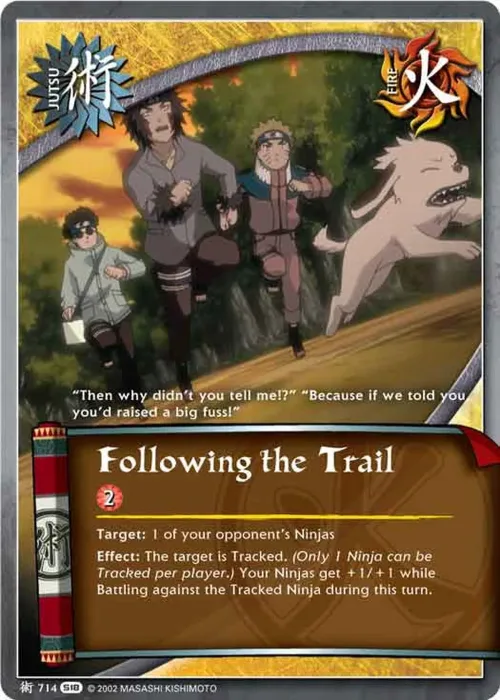 JUTSU
術
FIRE
火
"Then why didn't you tell me!?" "Because if we told you
you'd raised a big fuss!"
Following the Trail
2
Target: 1 of your opponent's Ninjas
Effect: The target is Tracked. (Only 1 Ninja can be
Tracked per player.) Your Ninjas get +1/+1 while
Battling against the Tracked Ninja during this turn.
術
術 714 S18 © 2002 MASASHI KISHIMOTO